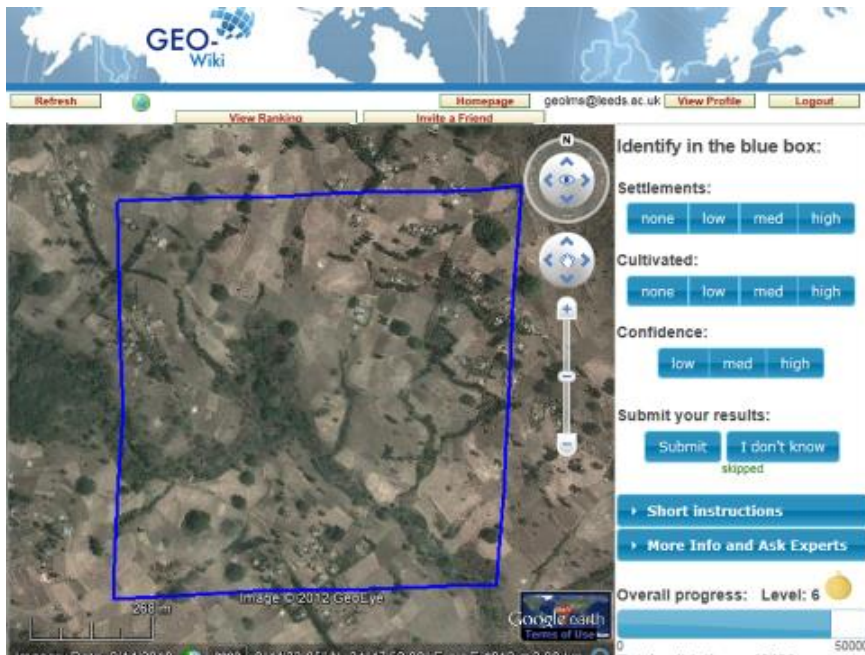 GEO-
Wiki
Refresh
Homepage
geolms@leeds.ac.uk
View Profile
Logout
View Ranking
Invite a Friend
N
Identify in the blue box:
Settlements:
none low med high
Cultivated:
none low med high
Confidence:
low med high
Submit your results:
Submit I don't know
skipped
Short instructions
More Info and Ask Experts
Overall progress: Level: 6
0 50000
268 m
Image © 2012 GeoEye
Google earth
Terms of Use